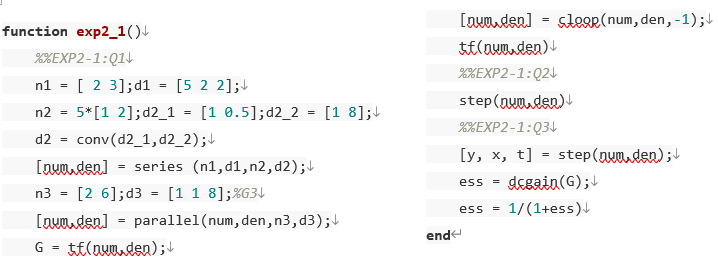 function exp2_1()↓
%%EXP2-1:Q1↓
n1 = [ 2 3];d1 = [5 2 2];↓
n2 = 5*[1 2];d2_1 = [1 0.5];d2_2 = [1 8];↓
d2 = conv(d2_1,d2_2);↓
[num,den] = series (n1,d1,n2,d2);↓
n3 = [2 6];d3 = [1 1 8];%G3↓
[num,den] = parallel(num,den,n3,d3);↓
G = tf(num,den);↓
[num,den] = cloop(num,den,-1);↓
tf(num,den)↓
%%EXP2-1:Q2↓
step(num,den)↓
%%EXP2-1:Q3↓
[y, x, t] = step(num,den);↓
ess = dcgain(G);↓
ess = 1/(1+ess)↓
end↵